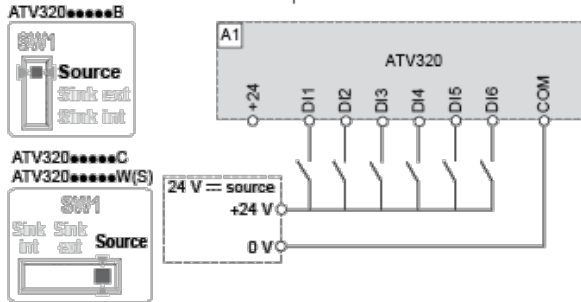 ATV320●●●●●B
SW1
Source
Sink ext
Sink int
ATV320●●●●●C
ATV320●●●●●W(S)
SW1
Sink int
Sink ext
Source
A1
ATV320
+24
DI1
DI2
DI3
DI4
DI5
DI6
COM
24 V source
+24 V
0 V